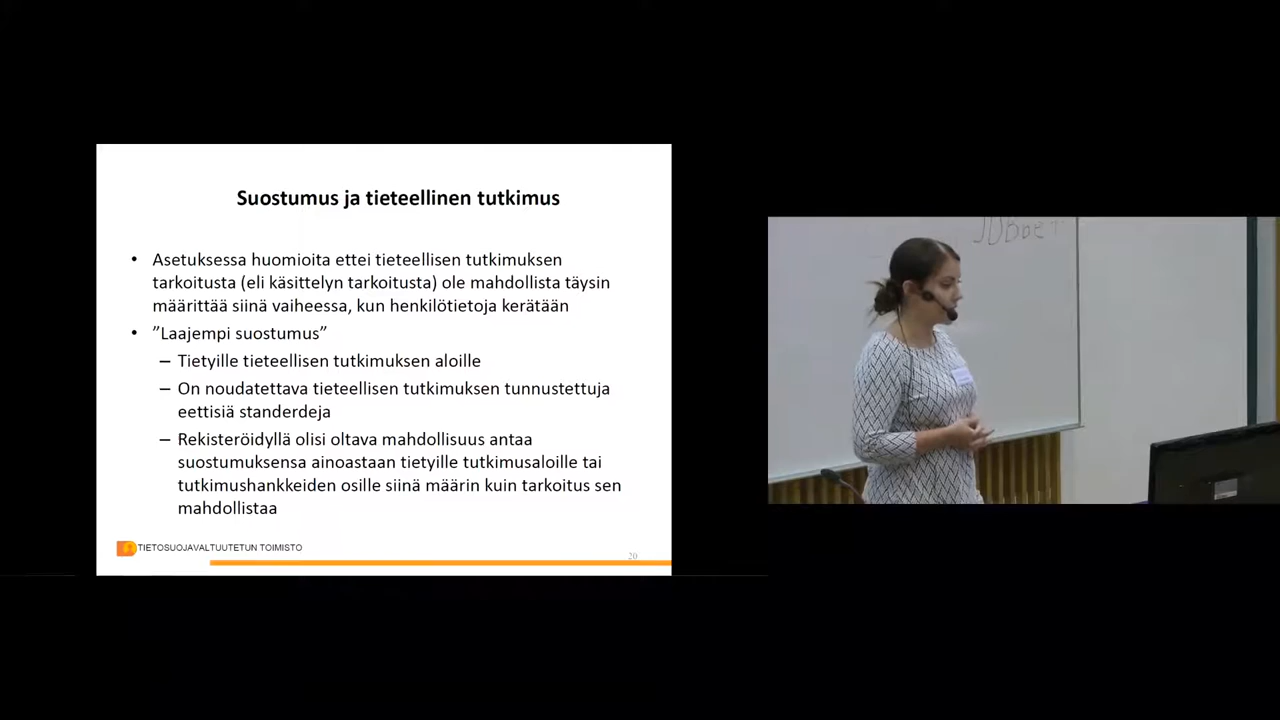 Suostumus ja tieteellinen tutkimus
• Asetuksessa huomioita ettei tieteellisen tutkimuksen
tarkoitusta (eli käsittelyn tarkoitusta) ole mahdollista täysin
määrittää siinä vaiheessa, kun henkilötietoja kerätään
• ”Laajempi suostumus”
– Tietyille tieteellisen tutkimuksen aloille
– On noudatettava tieteellisen tutkimuksen tunnustettuja
eettisiä standerdeja
– Rekisteröidyllä olisi oltava mahdollisuus antaa
suostumuksensa ainoastaan tietyille tutkimusaloille tai
tutkimushankkeiden osille siinä määrin kuin tarkoitus sen
mahdollistaa
TIETOSUOJAVALTUUTETUN TOIMISTO
20